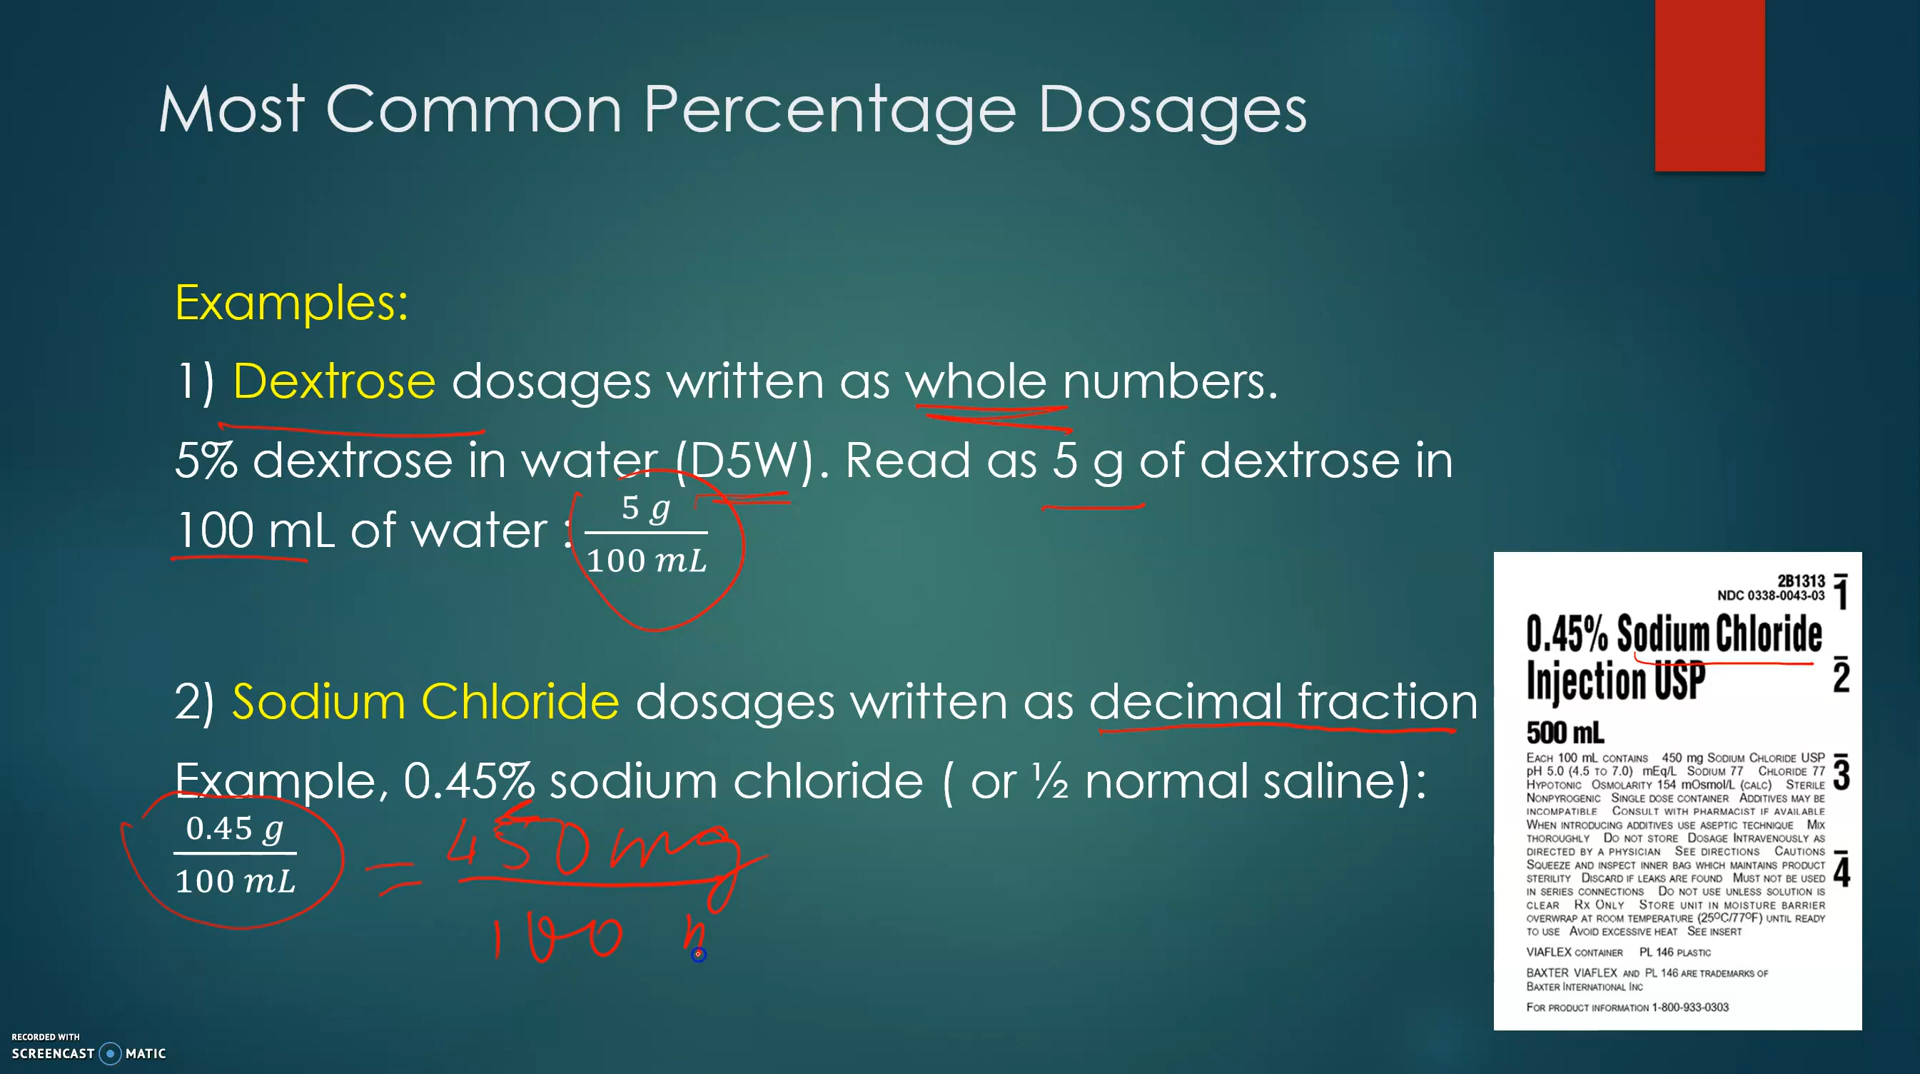 Most Common Percentage Dosages
Examples:
1) Dextrose dosages written as whole numbers.
5% dextrose in water (D5W). Read as 5 g of dextrose in
100 mL of water : 5 g / 100 mL
2) Sodium Chloride dosages written as decimal fraction
Example, 0.45% sodium chloride ( or ½ normal saline):
0.45 g / 100 mL = 450 mg / 100
2B1313
NDC 0338-0043-03
0.45% Sodium Chloride
Injection USP
500 mL
EACH 100 mL CONTAINS 450 mg SODIUM CHLORIDE USP
pH 5.0 (4.5 TO 7.0) mEq/L SODIUM 77 CHLORIDE 77
HYPOTONIC OSMOLARITY 154 mOsmol/L (CALC) STERILE
NONPYROGENIC SINGLE DOSE CONTAINER ADDITIVES MAY BE
INCOMPATIBLE CONSULT WITH PHARMACIST IF AVAILABLE
WHEN INTRODUCING ADDITIVES USE ASEPTIC TECHNIQUE MIX
THOROUGHLY DO NOT STORE DOSAGE INTRAVENOUSLY AS
DIRECTED BY A PHYSICIAN SEE DIRECTIONS CAUTIONS
SQUEEZE AND INSPECT INNER BAG WHICH MAINTAINS PRODUCT
STERILITY DISCARD IF LEAKS ARE FOUND MUST NOT BE USED
IN SERIES CONNECTIONS DO NOT USE UNLESS SOLUTION IS
CLEAR RX ONLY STORE UNIT IN MOISTURE BARRIER
OVERWRAP AT ROOM TEMPERATURE (25ºC/77ºF) UNTIL READY
TO USE AVOID EXCESSIVE HEAT SEE INSERT
VIAFLEX CONTAINER PL 146 PLASTIC
BAXTER VIAFLEX AND PL 146 ARE TRADEMARKS OF
BAXTER INTERNATIONAL INC
FOR PRODUCT INFORMATION 1-800-933-0303
1
2
3
4
RECORDED WITH
SCREENCAST MATIC